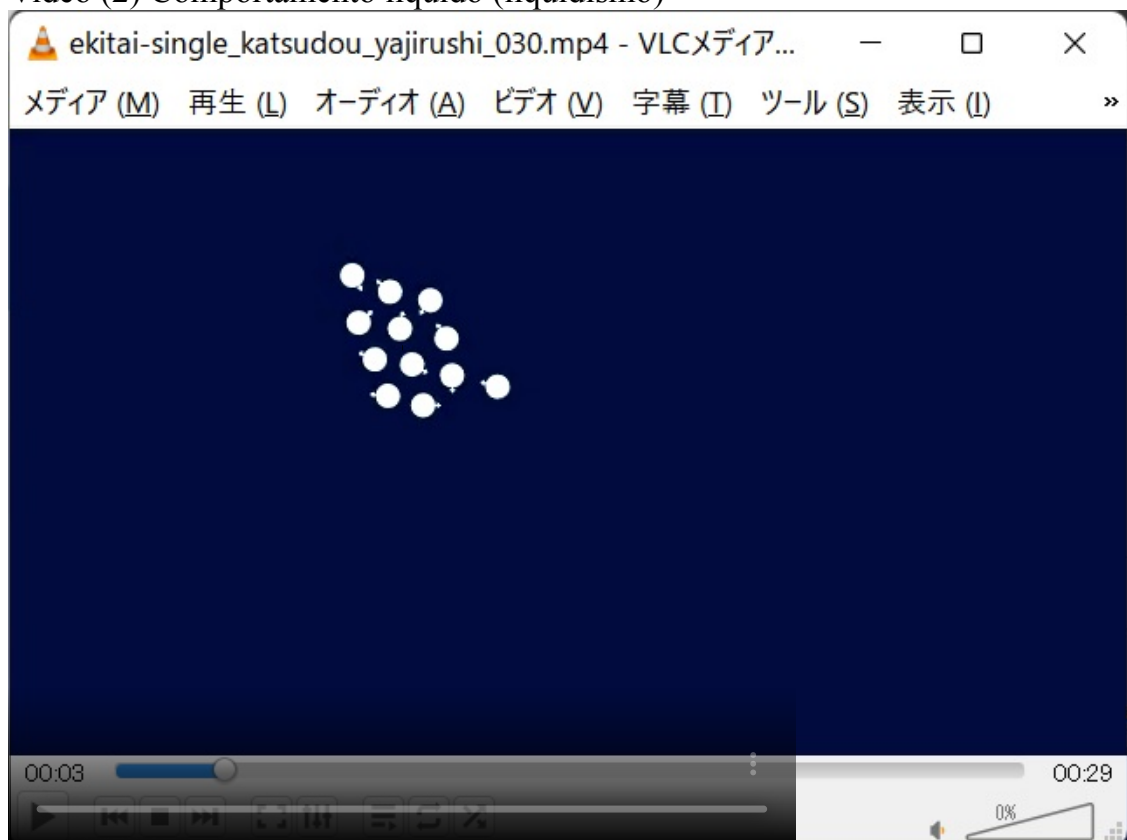 Vídeo (2) Comportamento líquido (liquidismo)
ekitai-single_katsudou_yajirushi_030.mp4 - VLCメディア...
メディア (M) 再生 (L) オーディオ (A) ビデオ (V) 字幕 (T) ツール (S) 表示 (I) »
00:03 00:29
0%